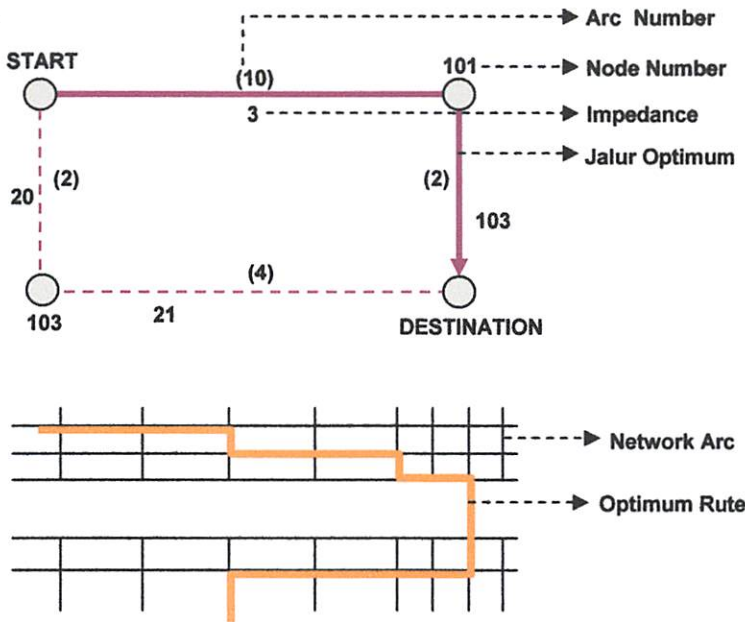 Arc Number
START
(10)
101
Node Number
3
Impedance
Jalur Optimum
(2)
(2)
20
103
(4)
103
21
DESTINATION
Network Arc
Optimum Rute